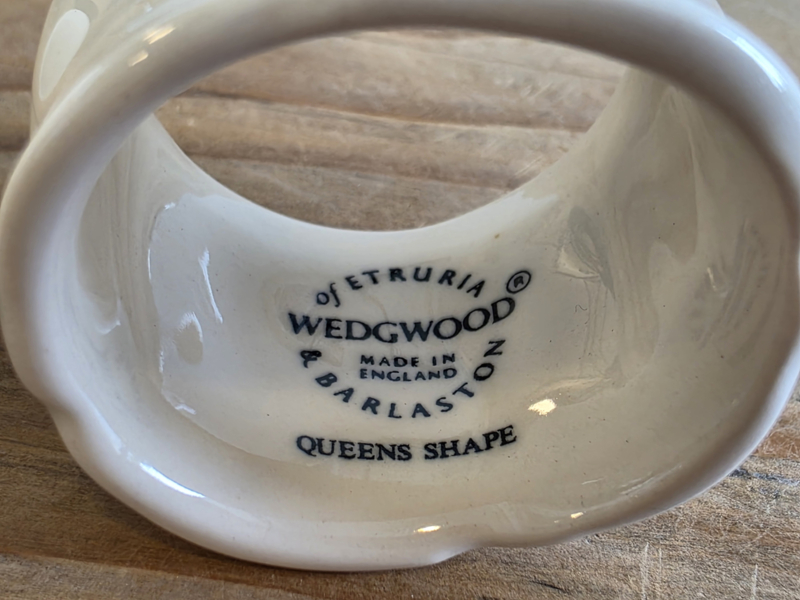 of ETRURIA ®
WEDGWOOD
MADE IN
ENGLAND
& BARLASTON
QUEENS SHAPE